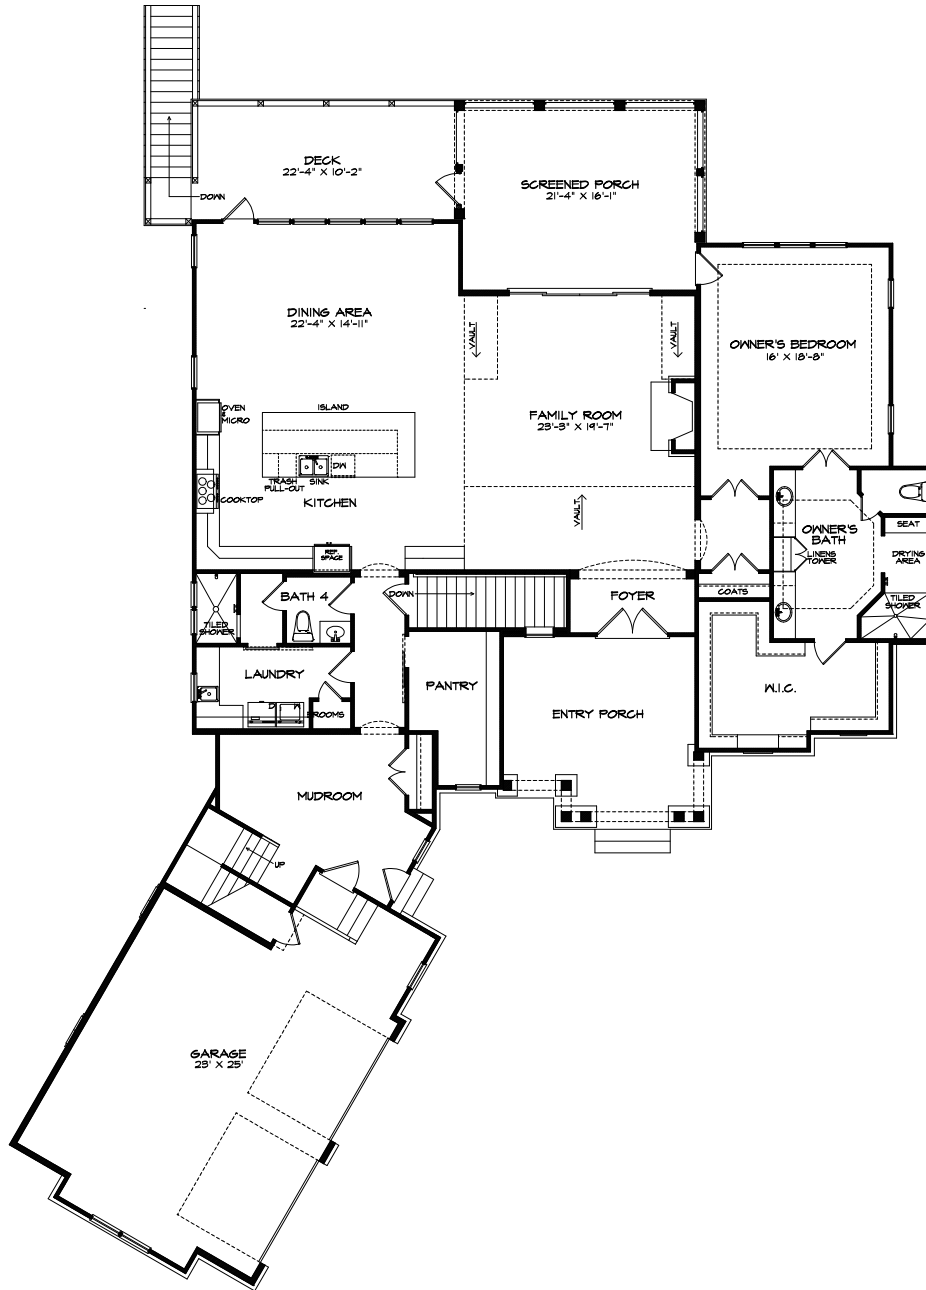 DECK
22'-4" X 10'-2"
DOWN
SCREENED PORCH
21'-4" X 16'-1"
DINING AREA
22'-4" X 14'-11"
VAULT
VAULT
OWNER'S BEDROOM
16' X 18'-8"
OVEN
&
MICRO
ISLAND
FAMILY ROOM
23'-3" X 19'-7"
DW
TRASH
PULL-OUT
SINK
COOKTOP
KITCHEN
VAULT
REF.
SPACE
OWNER'S
BATH
LINENS
TOWER
SEAT
DRYING
AREA
TILED
SHOWER
BATH 4
TILED
SHOWER
DOWN
FOYER
COATS
LAUNDRY
D
BROOMS
PANTRY
ENTRY PORCH
W.I.C.
MUDROOM
UP
GARAGE
23' X 25'